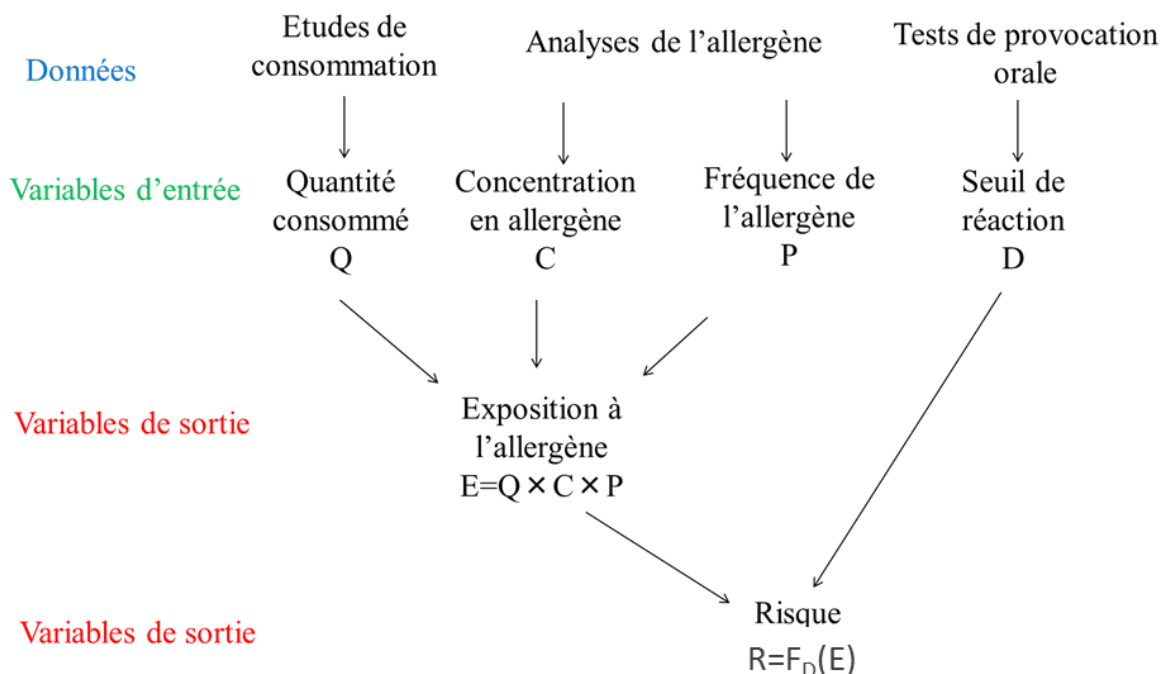 Données
Etudes de
consommation
Analyses de l’allergène
Tests de provocation
orale
Variables d’entrée
Quantité
consommé
Q
Concentration
en allergène
C
Fréquence de
l’allergène
P
Seuil de
réaction
D
Variables de sortie
Exposition à
l’allergène
E=Q×C×P
Variables de sortie
Risque
R=F_D(E)